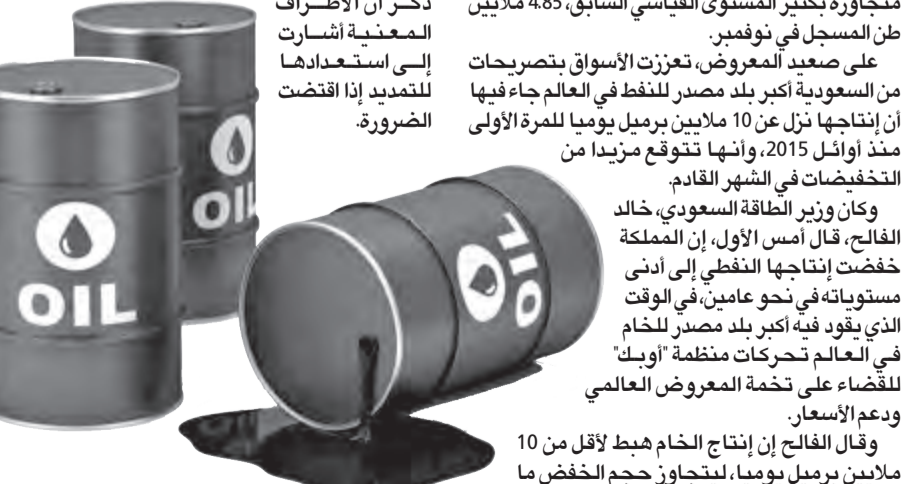 متجاوزة بكثير المستوى القياسي السابق، 4.85 ملايين
طن المسجل في نوفمبر.
على صعيد المعروض، تعززت الأسواق بتصريحات
من السعودية أكبر بلد مصدر للنفط في العالم جاء فيها
أن إنتاجها نزل عن 10 ملايين برميل يوميا للمرة الأولى
منذ أوائل 2015، وأنها تتوقع مزيدا من
التخفيضات في الشهر القادم.
وكان وزير الطاقة السعودي، خالد
الفالح، قال أمس الأول، إن المملكة
خفضت إنتاجها النفطي إلى أدنى
مستوياته في نحو عامين، في الوقت
الذي يقود فيه أكبر بلد مصدر للخام
في العالم تحركات منظمة "أوبك"
للقضاء على تخمة المعروض العالمي
ودعم الأسعار.
وقال الفالح إن إنتاج الخام هبط لأقل من 10
ملايين برميل يوميا، ليتجاوز حجم الخفض ما
ذكر أن الأطراف
المعنية أشارت
إلى استعدادها
للتمديد إذا اقتضت
الضرورة.
OIL
OIL
OIL